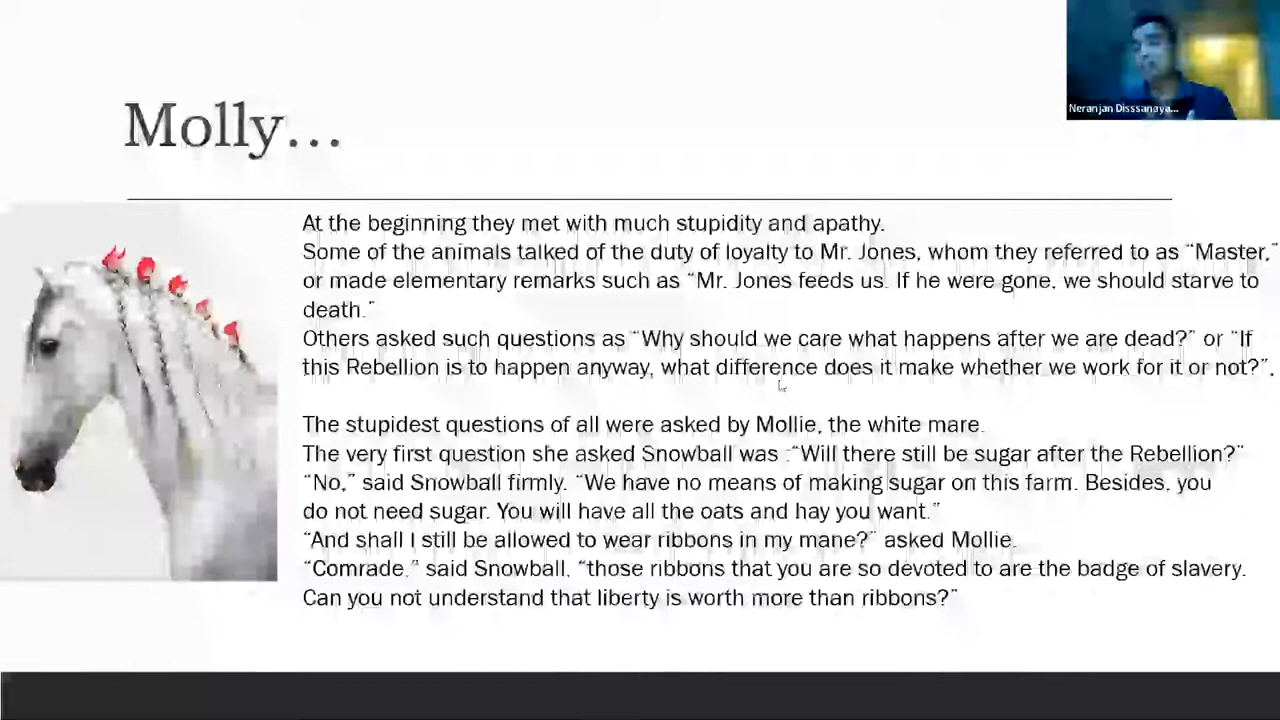 Neranjan Disssanaya...
Molly...
At the beginning they met with much stupidity and apathy.
Some of the animals talked of the duty of loyalty to Mr. Jones, whom they referred to as “Master,”
or made elementary remarks such as “Mr. Jones feeds us. If he were gone, we should starve to
death.”
Others asked such questions as “Why should we care what happens after we are dead?” or “If
this Rebellion is to happen anyway, what difference does it make whether we work for it or not?”,
The stupidest questions of all were asked by Mollie, the white mare.
The very first question she asked Snowball was :“Will there still be sugar after the Rebellion?”
“No,” said Snowball firmly. “We have no means of making sugar on this farm. Besides, you
do not need sugar. You will have all the oats and hay you want.”
“And shall I still be allowed to wear ribbons in my mane?” asked Mollie.
“Comrade,” said Snowball, “those ribbons that you are so devoted to are the badge of slavery.
Can you not understand that liberty is worth more than ribbons?”